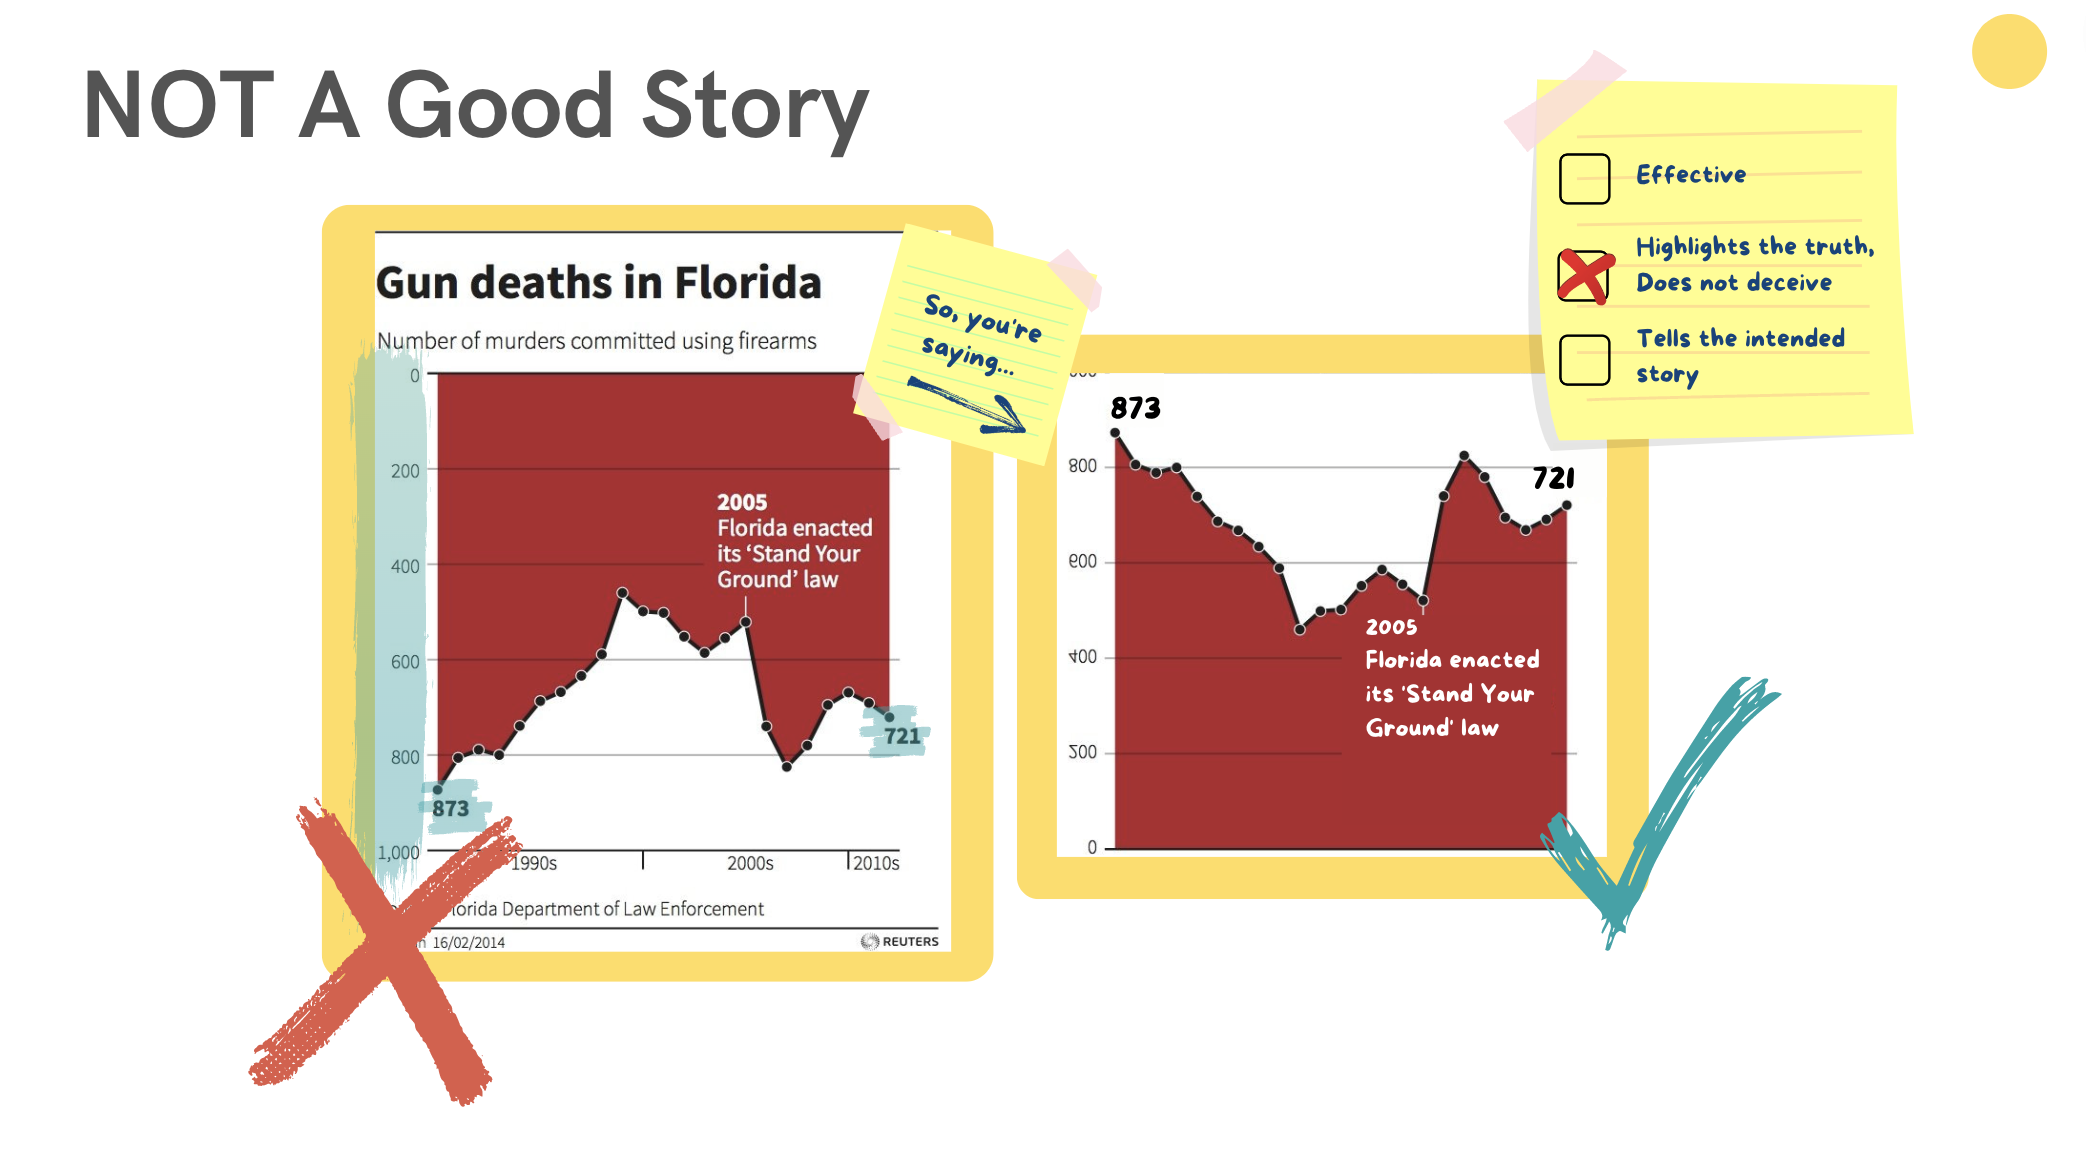 NOT A Good Story
Gun deaths in Florida
Number of murders committed using firearms
0
200
400
600
800
1,000
2005
Florida enacted
its ‘Stand Your
Ground’ law
873
721
1990s
2000s
2010s
Florida Department of Law Enforcement
16/02/2014
REUTERS
So, you're
saying...
873
721
800
600
400
200
0
2005
Florida enacted
its 'Stand Your
Ground' law
Effective
Highlights the truth,
Does not deceive
Tells the intended
story